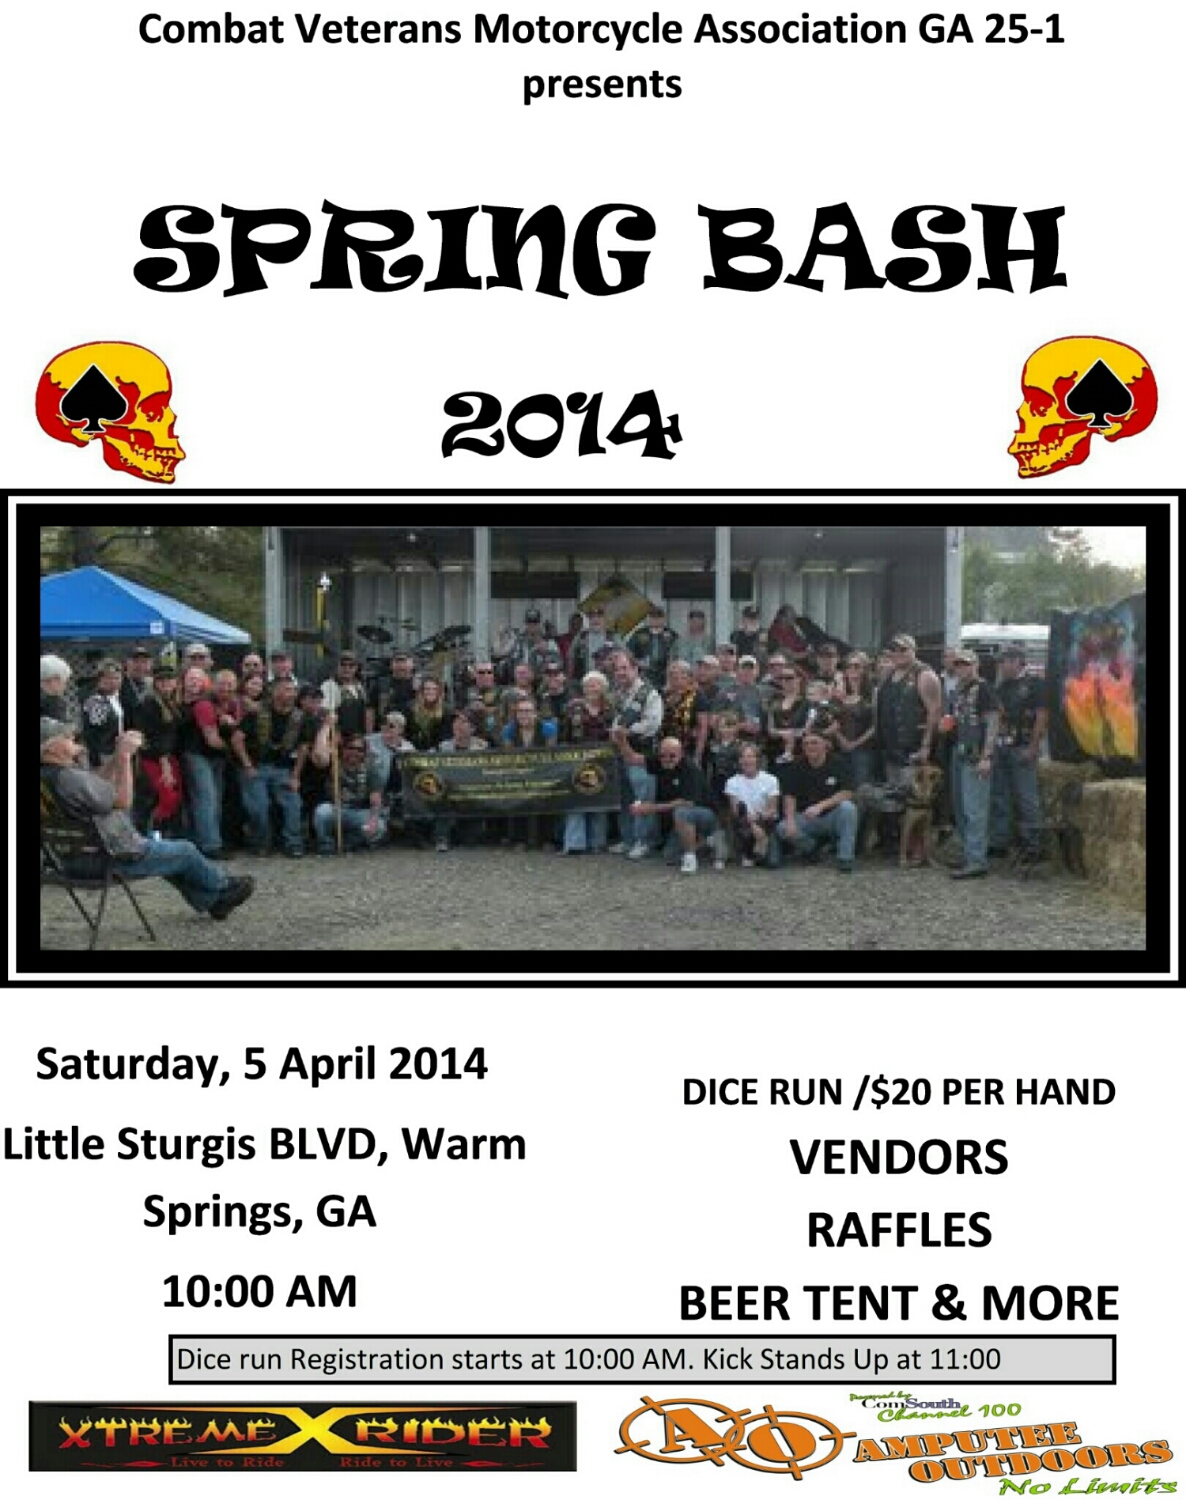 Combat Veterans Motorcycle Association GA 25-1
presents
SPRING BASH
2014
Saturday, 5 April 2014
Little Sturgis BLVD, Warm
Springs, GA
10:00 AM
DICE RUN /$20 PER HAND
VENDORS
RAFFLES
BEER TENT & MORE
Dice run Registration starts at 10:00 AM. Kick Stands Up at 11:00
XTREME X RIDER
Live to Ride Ride to Live
AO
Powered by
ComSouth
Channel 100
AMPUTEE
OUTDOORS
No Limits